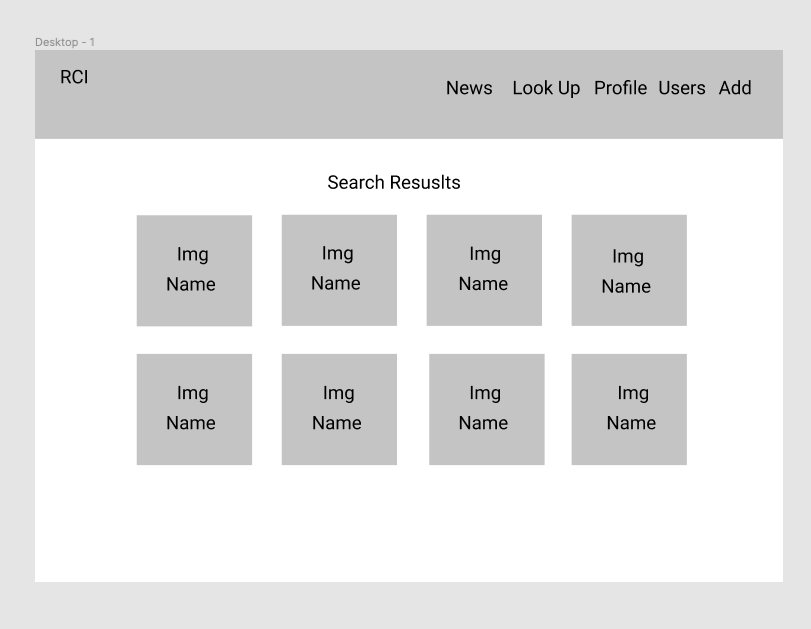 Desktop - 1
RCI
News Look Up Profile Users Add
Search Resuslts
Img Img Img Img
Name Name Name Name
Img Img Img Img
Name Name Name Name